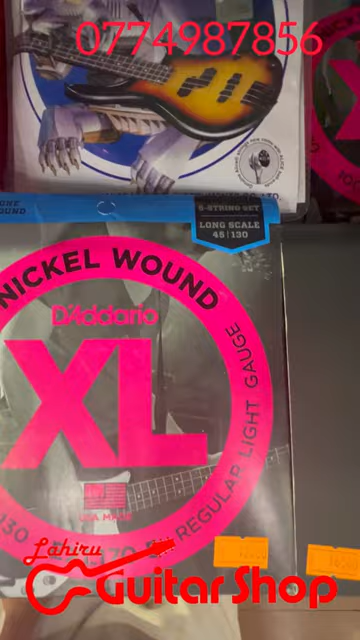 0774987856
5-STRING SET
LONG SCALE
45|130
NICKEL WOUND
D'Addario
XL
REGULAR LIGHT GAUGE
USA MADE
Lahiru
Guitar Shop